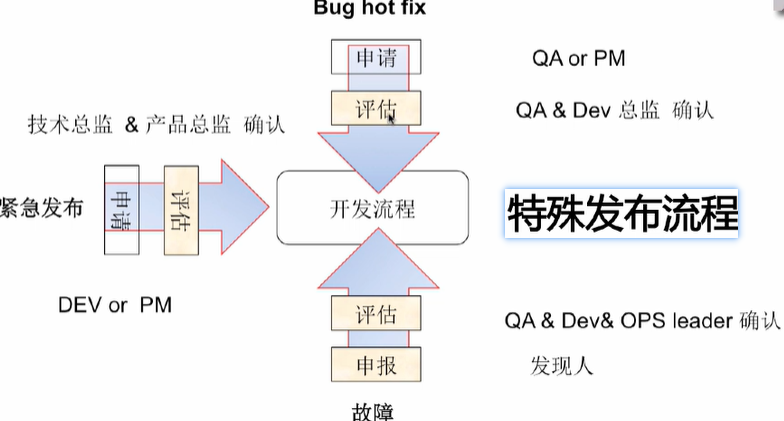 Bug hot fix
申请
QA or PM
评估
QA & Dev 总监 确认
技术总监 & 产品总监 确认
紧急发布
申请
评估
开发流程
特殊发布流程
DEV or PM
评估
QA & Dev& OPS leader 确认
申报
发现人
故障